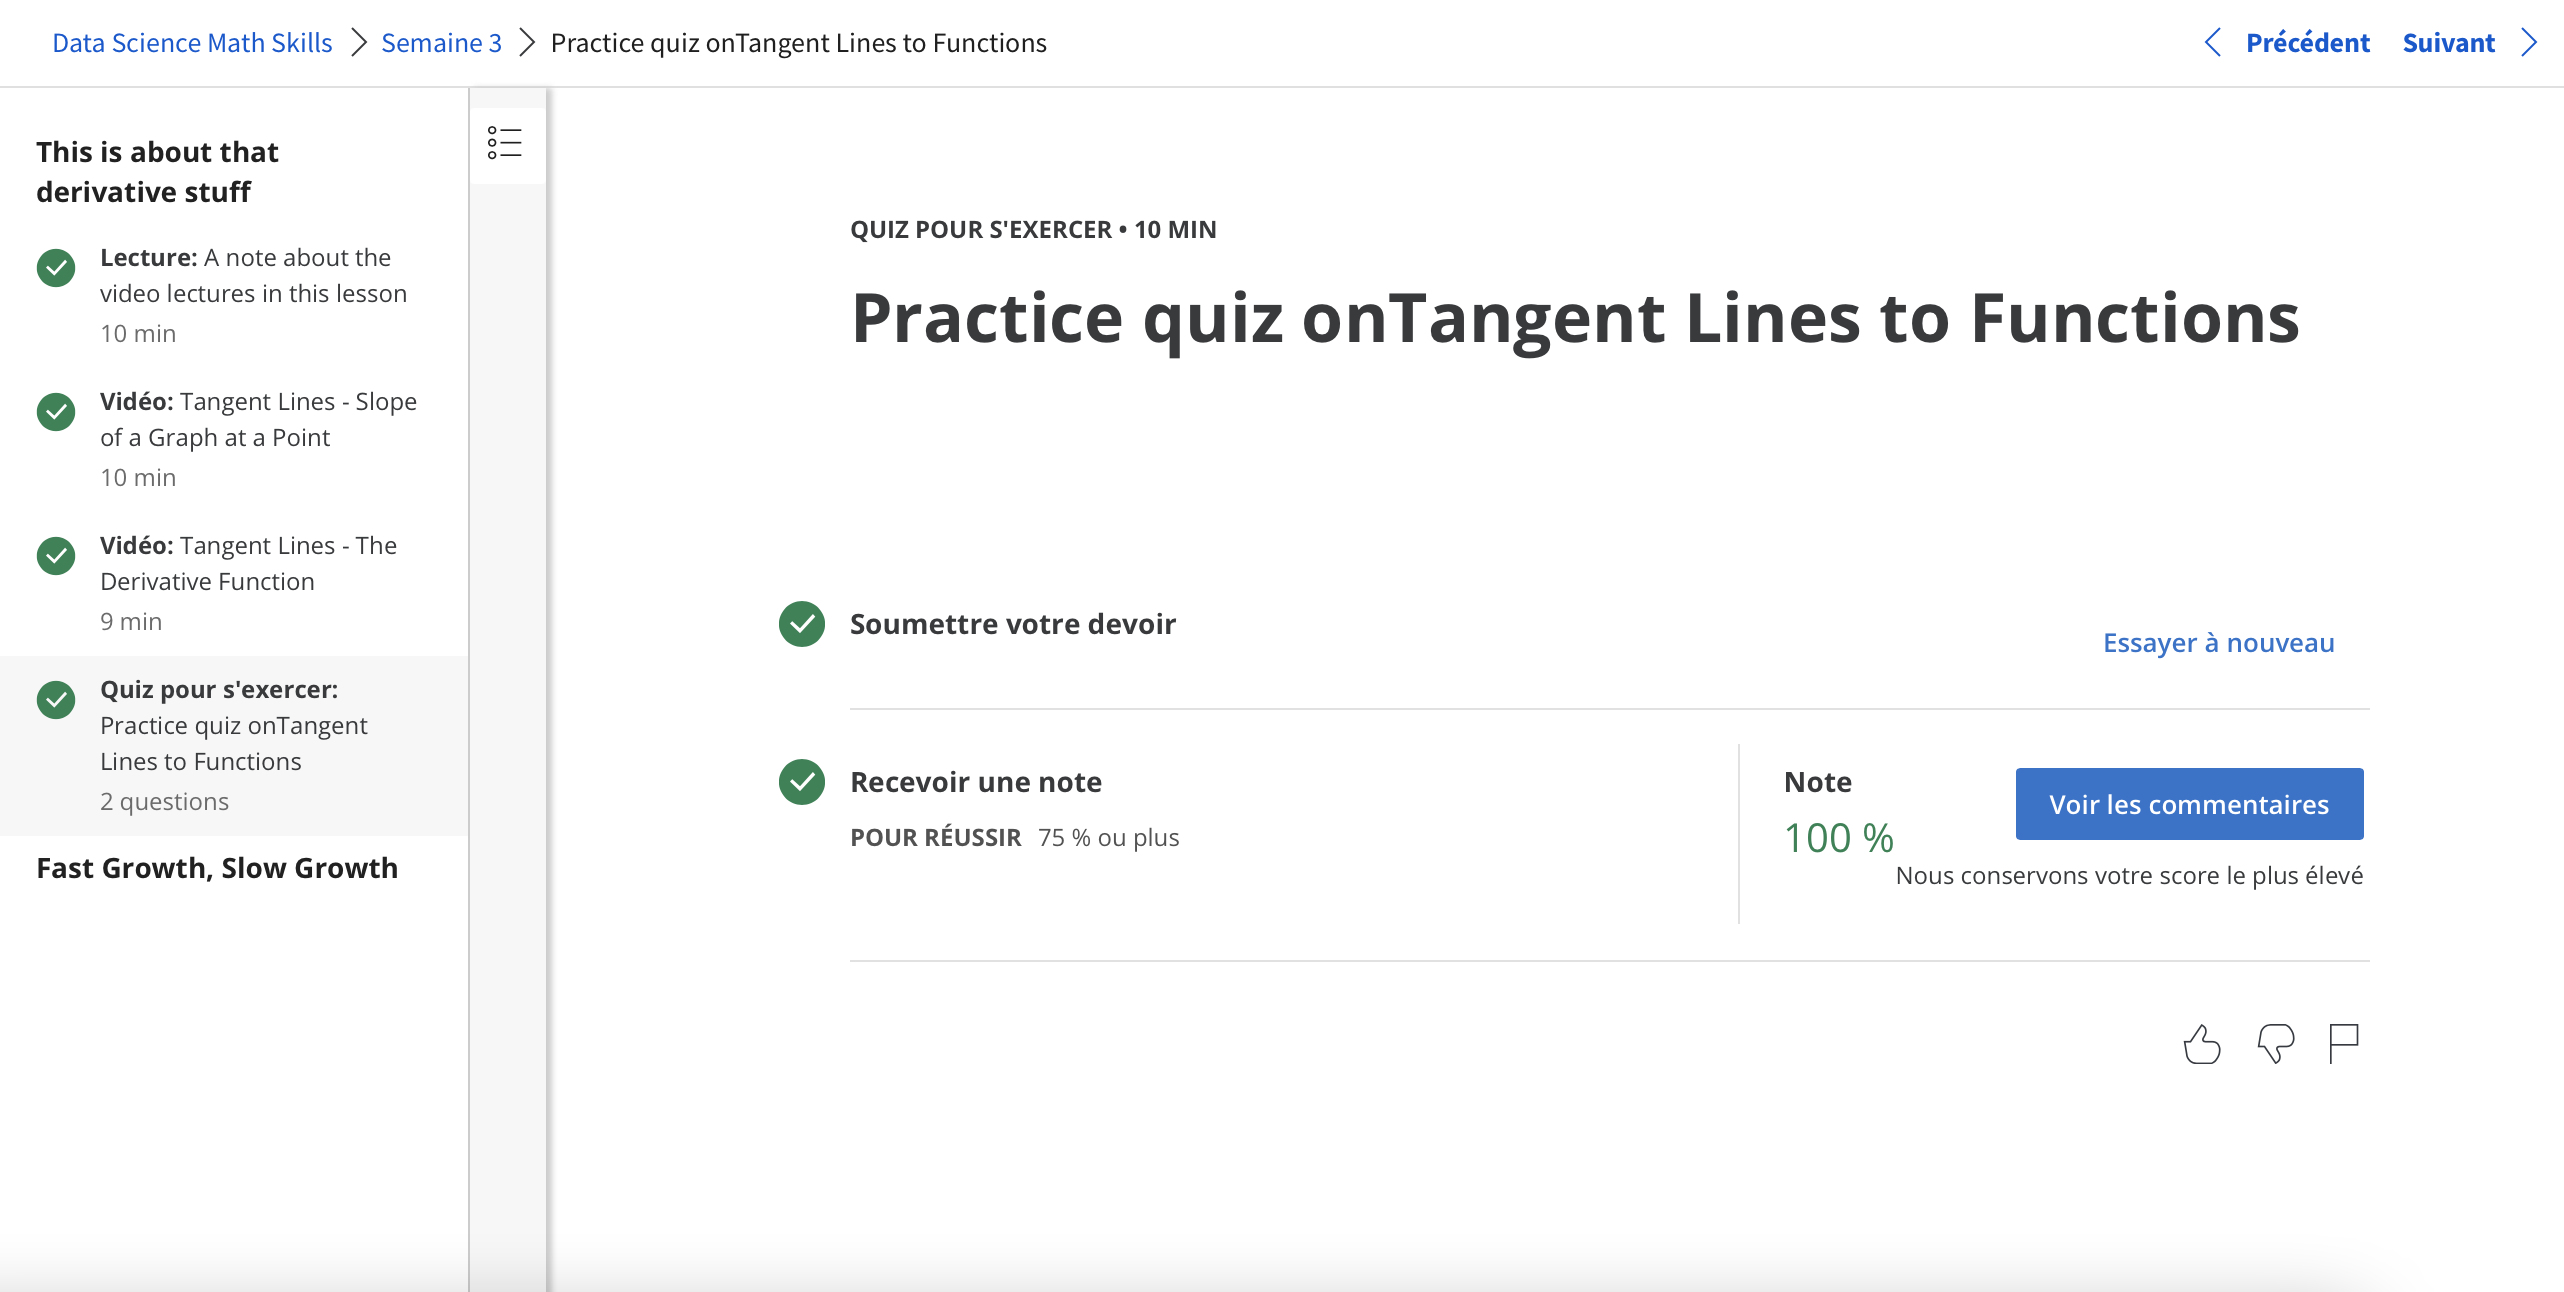 Data Science Math Skills > Semaine 3 > Practice quiz onTangent Lines to Functions
Précédent Suivant
This is about that
derivative stuff
Lecture: A note about the
video lectures in this lesson
10 min
Vidéo: Tangent Lines - Slope
of a Graph at a Point
10 min
Vidéo: Tangent Lines - The
Derivative Function
9 min
Quiz pour s'exercer:
Practice quiz onTangent
Lines to Functions
2 questions
Fast Growth, Slow Growth
QUIZ POUR S'EXERCER • 10 MIN
Practice quiz onTangent Lines to Functions
Soumettre votre devoir
Essayer à nouveau
Recevoir une note
POUR RÉUSSIR 75 % ou plus
Note
100 %
Voir les commentaires
Nous conservons votre score le plus élevé